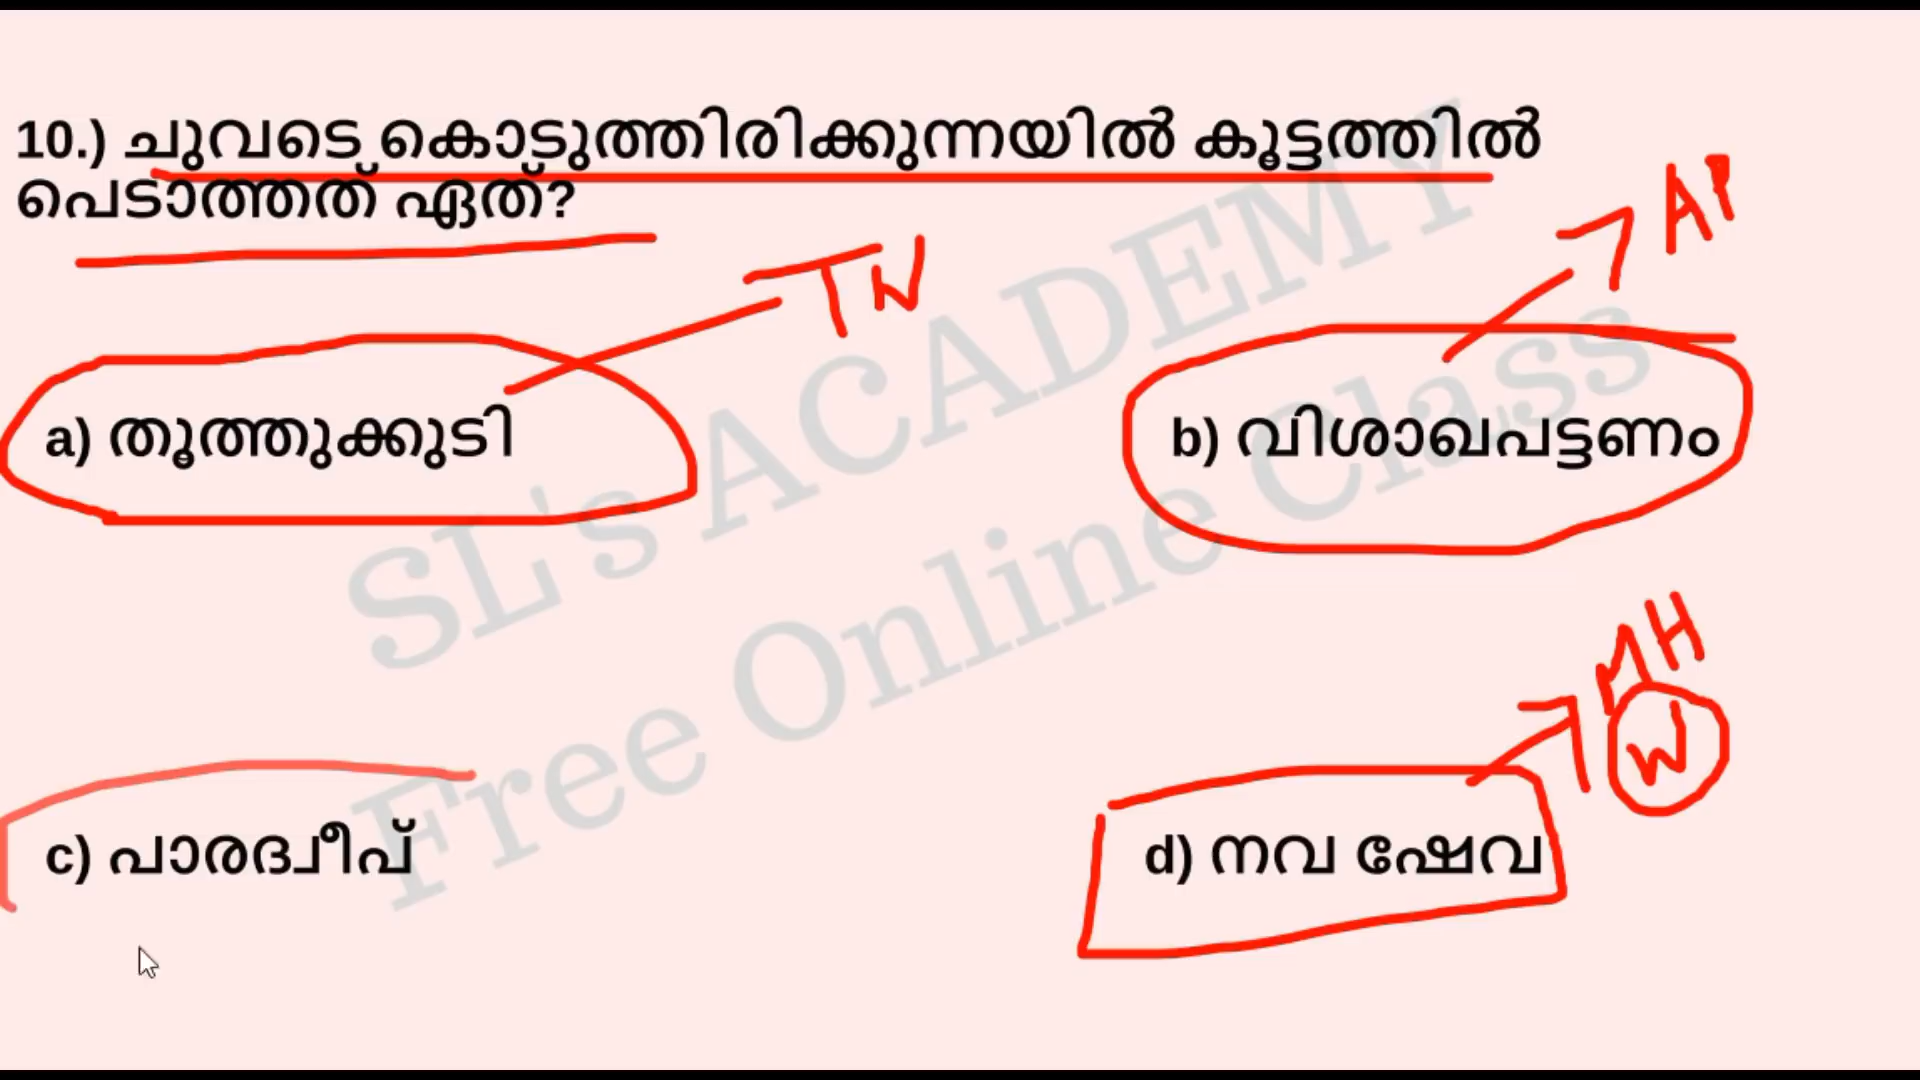 10.) ചുവടെ കൊടുത്തിരിക്കുന്നയിൽ കൂട്ടത്തിൽ
പെടാത്തത് ഏത്?
TN
AP
a) തൂത്തുക്കുടി
b) വിശാഖപട്ടണം
MH
W
c) പാരദ്വീപ്
d) നവ ഷേവ
SL's ACADEMY
Free Online Class